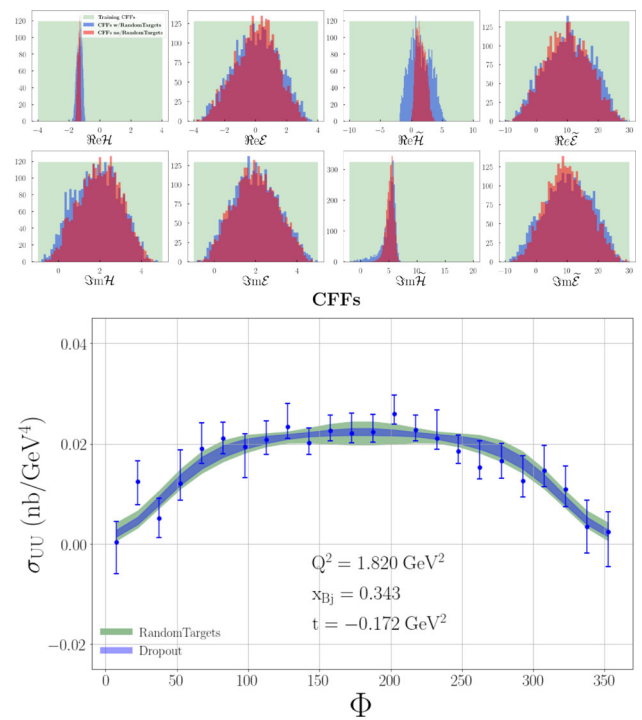 Training CFFs
CFFs w/RandomTargets
CFFs no/RandomTargets
120
100
80
60
40
20
0
−4 −2 0 2 4
ℜeℋ
125
100
75
50
25
0
−4 −2 0 2 4
ℜeℰ
120
100
80
60
40
20
0
−10 −5 0 5 10
ℜeℋ̃
125
100
75
50
25
0
−10 0 10 20 30
ℜeℰ̃
120
100
80
60
40
20
0
0 2 4
ℑmℋ
125
100
75
50
25
0
0 2 4
ℑmℰ
300
200
100
0
0 10 20
ℑmℋ̃
125
100
75
50
25
0
−10 0 10 20 30
ℑmℰ̃
CFFs
0.04
0.02
0.00
−0.02
σUU (nb/GeV⁴)
Q² = 1.820 GeV²
xBj = 0.343
t = −0.172 GeV²
RandomTargets
Dropout
0 50 100 150 200 250 300 350
Φ